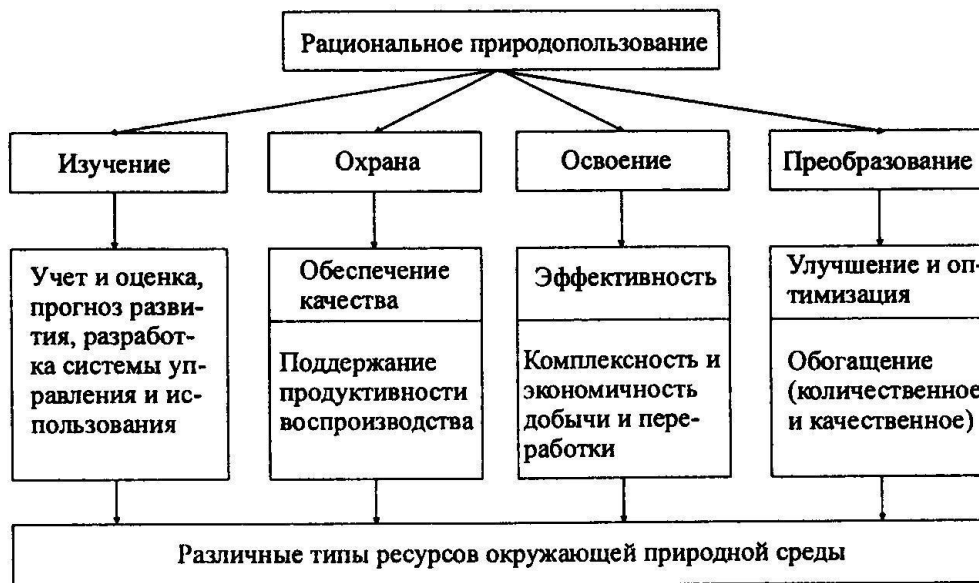 Рациональное природопользование
Изучение
Охрана
Освоение
Преобразование
Учет и оценка,
прогноз разви-
тия, разработ-
ка системы уп-
равления и ис-
пользования
Обеспечение
качества
Поддержание
продуктивности
воспроизводства
Эффективность
Комплексность и
экономичность
добычи и пере-
работки
Улучшение и оп-
тимизация
Обогащение
(количественное
и качественное)
Различные типы ресурсов окружающей природной среды